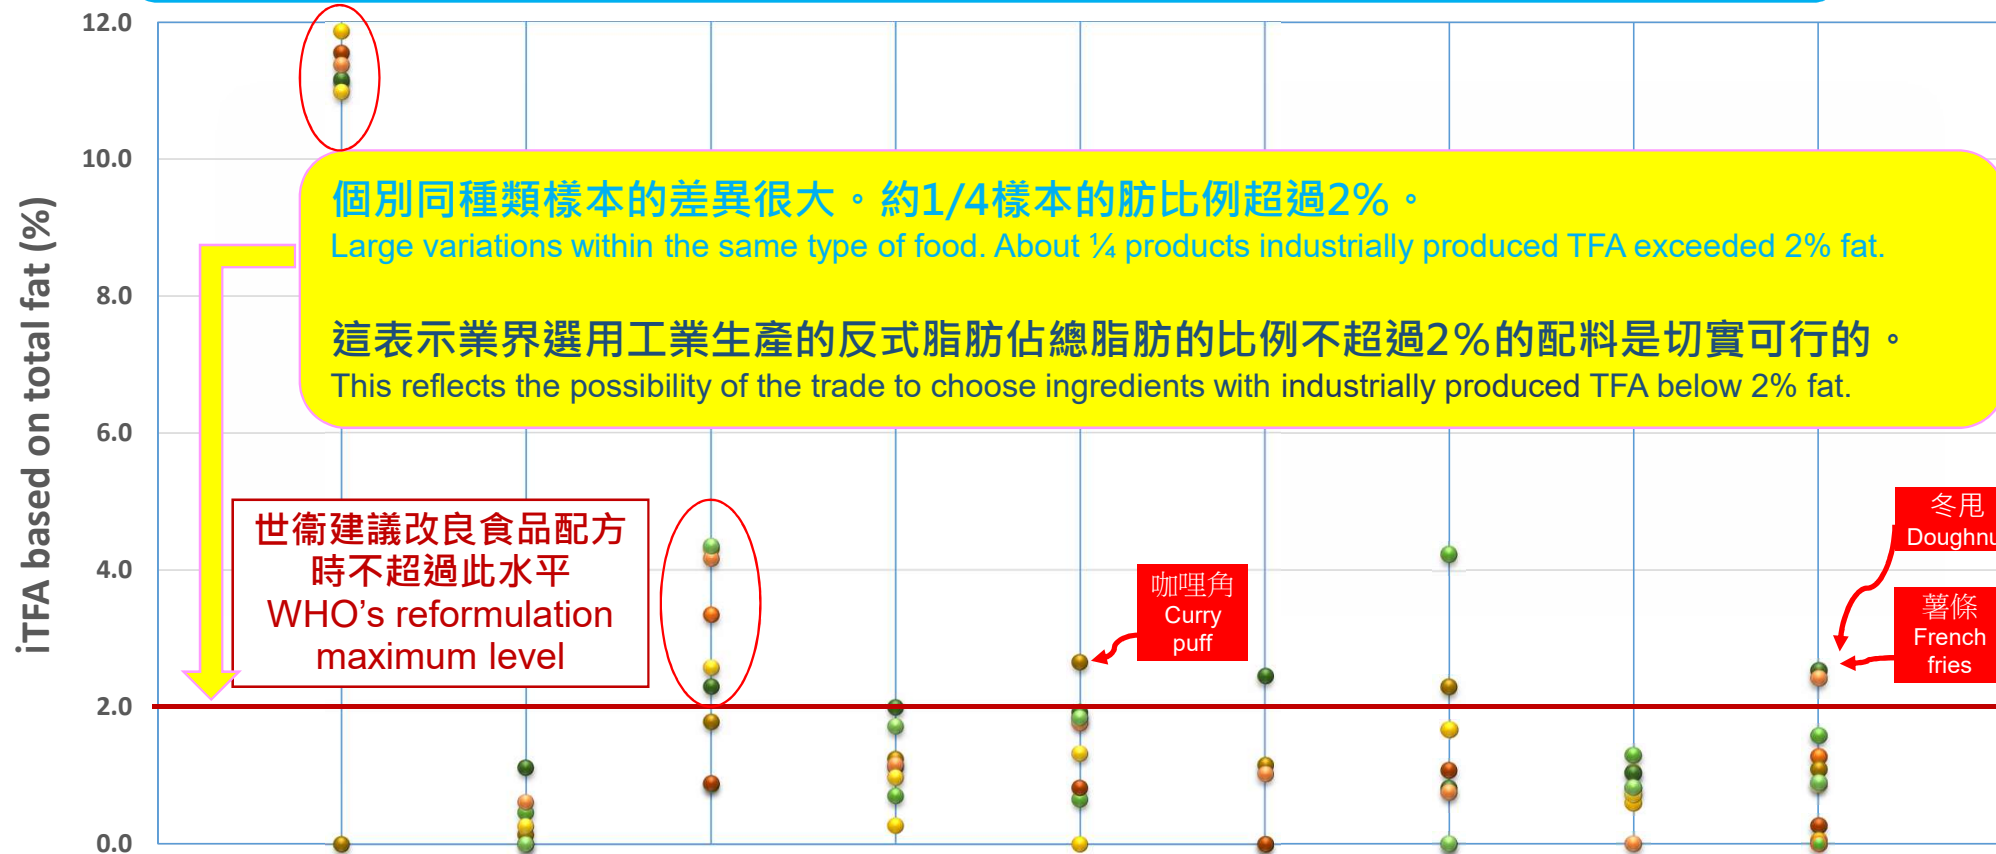 12.0
10.0
8.0
6.0
4.0
2.0
0.0
iTFA based on total fat (%)
個別同種類樣本的差異很大。約1/4樣本的肪比例超過2%。
Large variations within the same type of food. About ¼ products industrially produced TFA exceeded 2% fat.
這表示業界選用工業生產的反式脂肪佔總脂肪的比例不超過2%的配料是切實可行的。
This reflects the possibility of the trade to choose ingredients with industrially produced TFA below 2% fat.
世衞建議改良食品配方
時不超過此水平
WHO’s reformulation
maximum level
咖哩角
Curry
puff
冬甩
Doughnu
薯條
French
fries